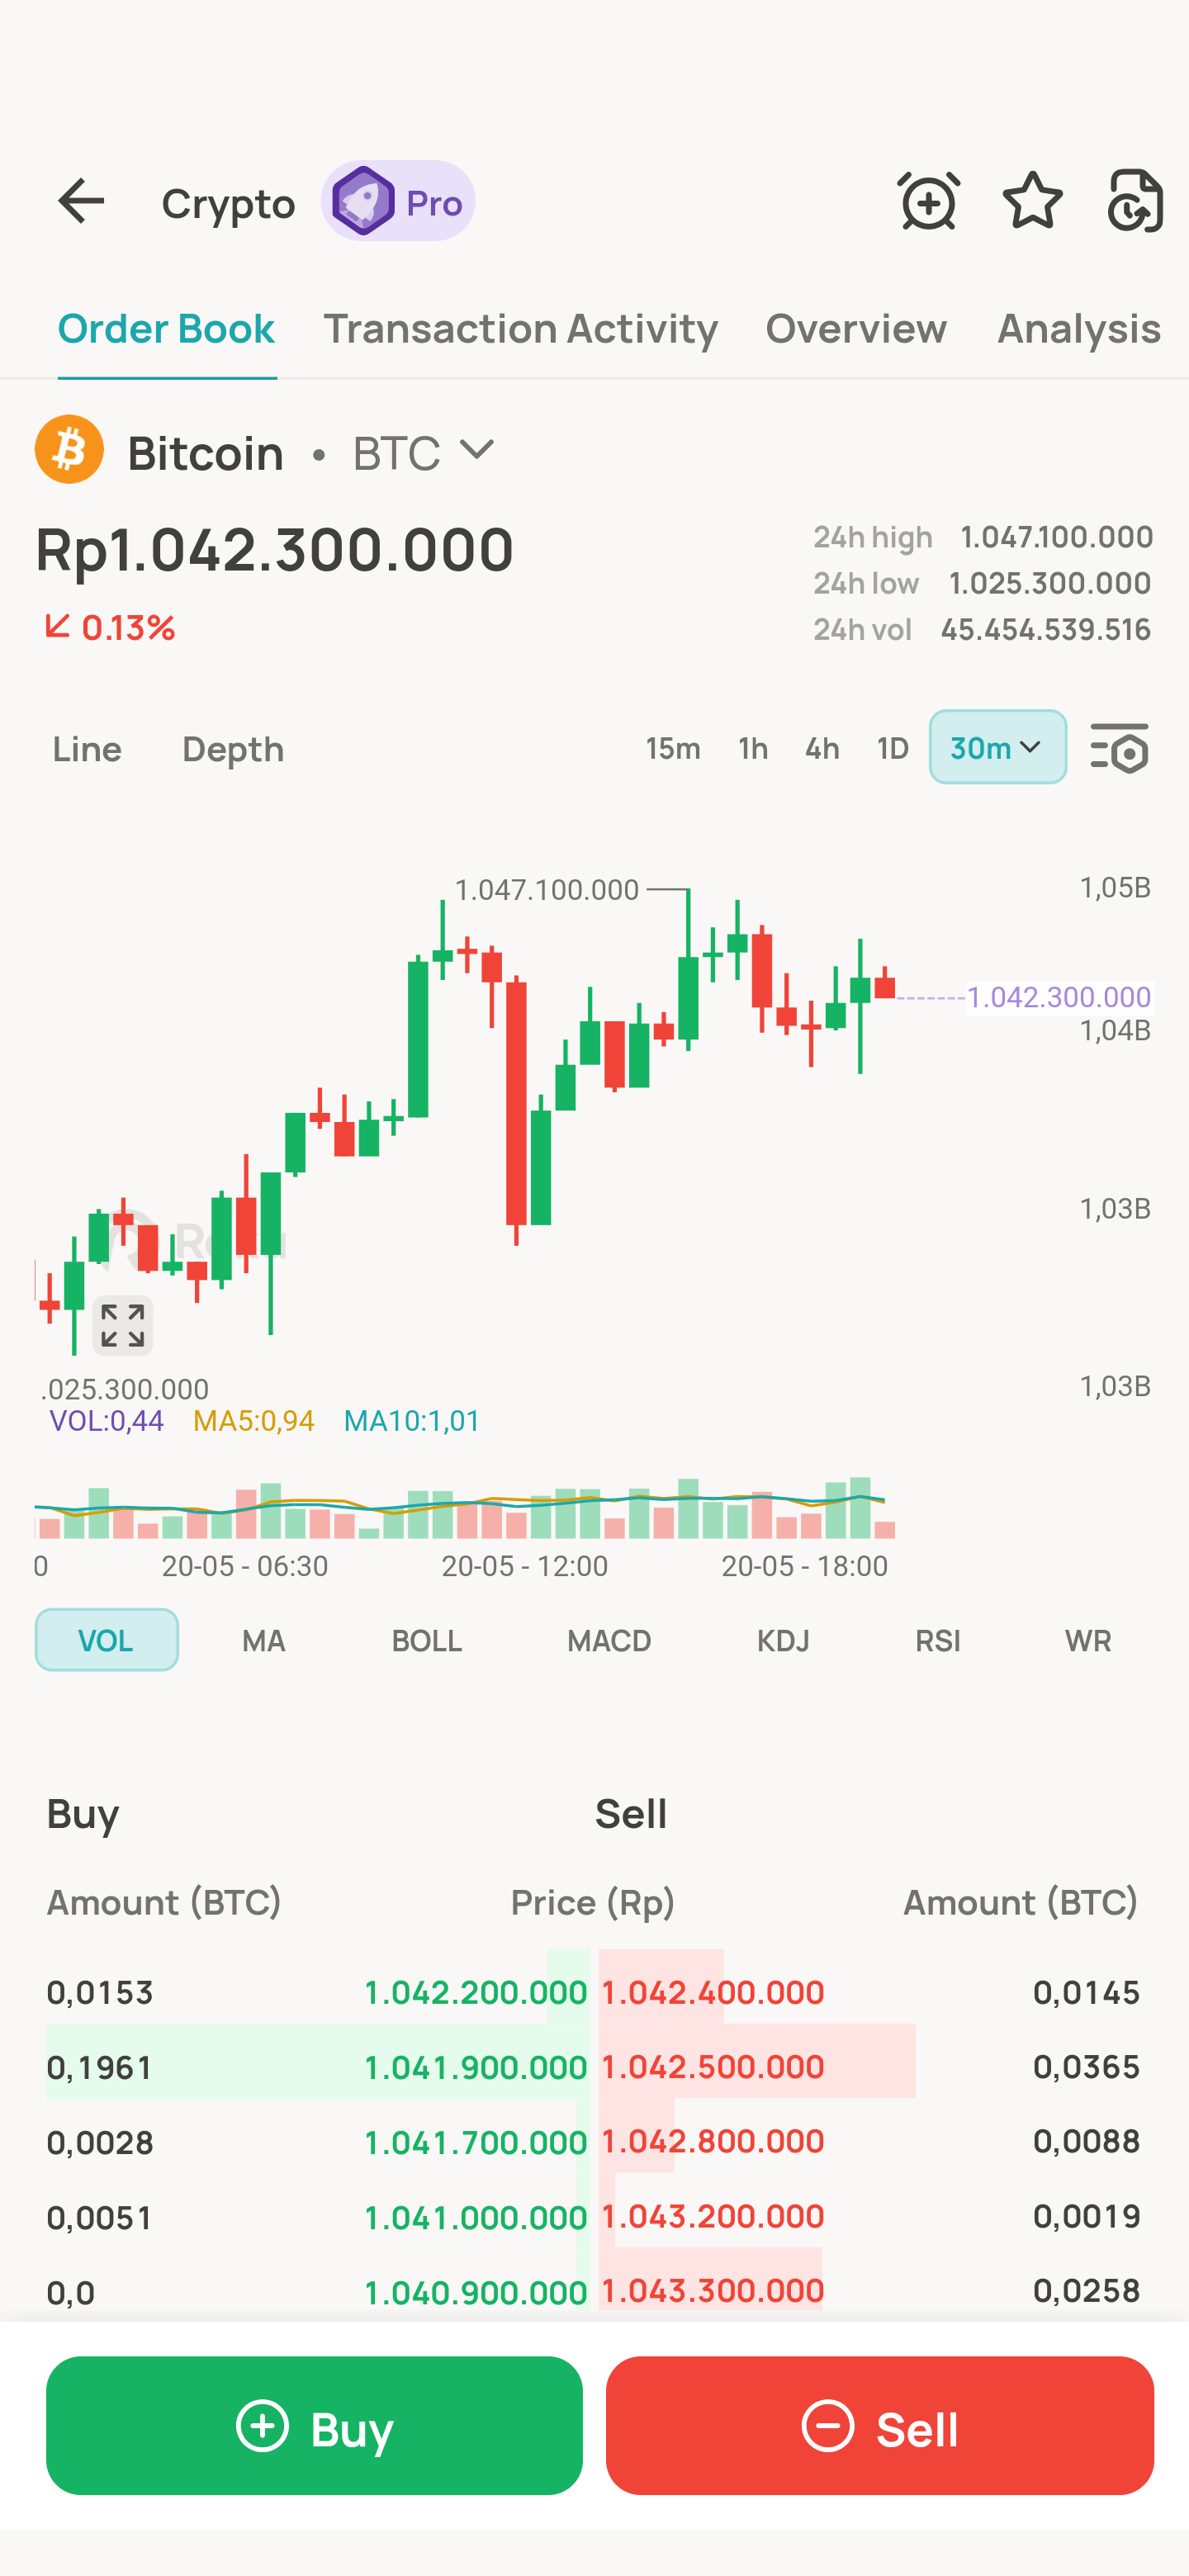 Crypto Pro
Order Book Transaction Activity Overview Analysis
Bitcoin • BTC
Rp1.042.300.000
0.13%
24h high 1.047.100.000
24h low 1.025.300.000
24h vol 45.454.539.516
Line Depth 15m 1h 4h 1D 30m
1.047.100.000
1,05B
1.042.300.000
1,04B
1,03B
1,03B
.025.300.000
VOL:0,44 MA5:0,94 MA10:1,01
0 20-05 - 06:30 20-05 - 12:00 20-05 - 18:00
VOL MA BOLL MACD KDJ RSI WR
Buy Sell
Amount (BTC) Price (Rp) Amount (BTC)
0,0153 1.042.200.000 1.042.400.000 0,0145
0,1961 1.041.900.000 1.042.500.000 0,0365
0,0028 1.041.700.000 1.042.800.000 0,0088
0,0051 1.041.000.000 1.043.200.000 0,0019
0,0 1.040.900.000 1.043.300.000 0,0258
Buy Sell